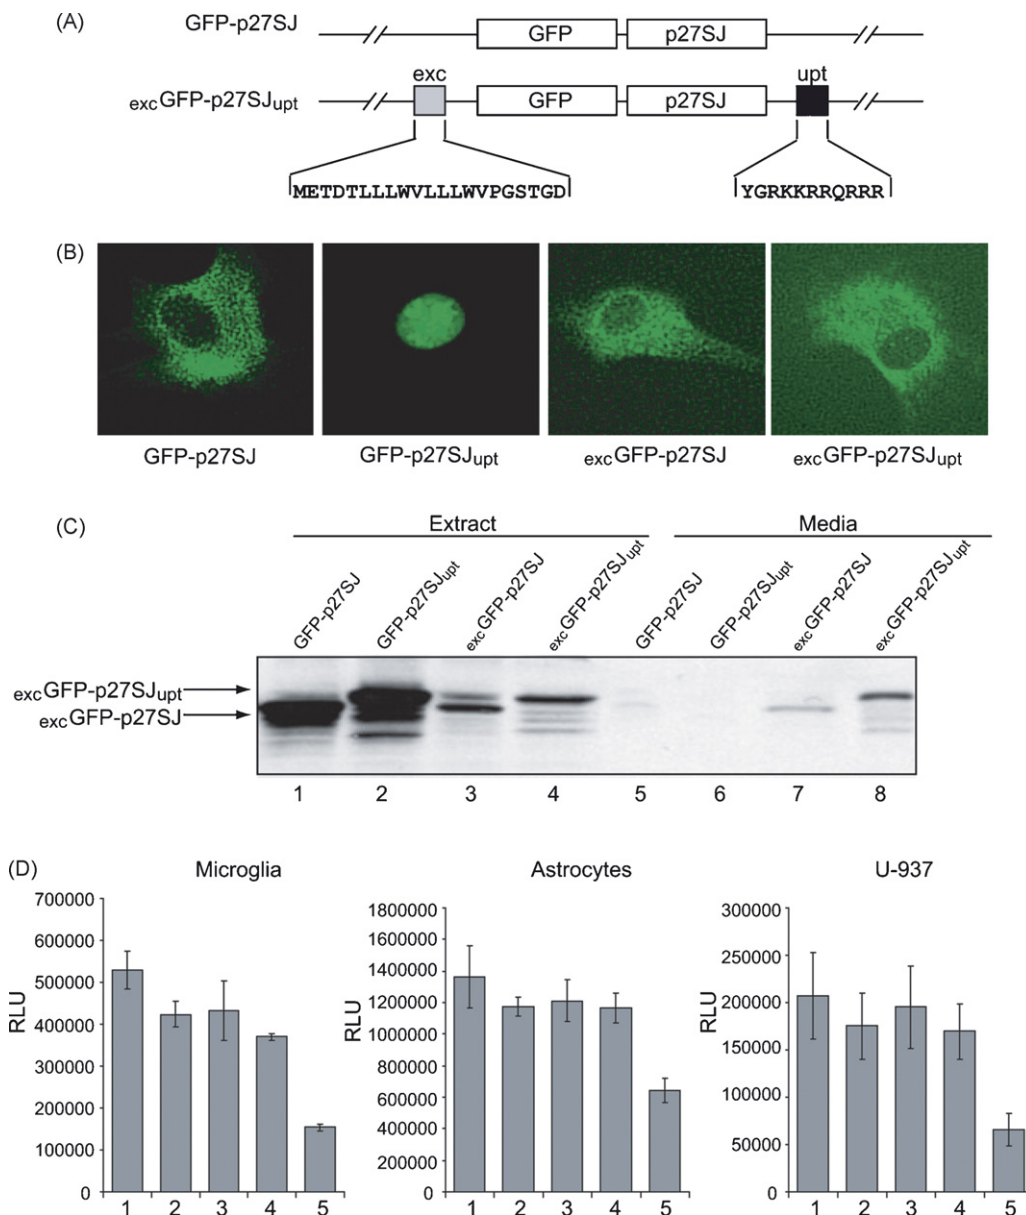 (A)
GFP-p27SJ
GFP p27SJ
exc upt
excGFP-p27SJupt
GFP p27SJ
METDTLLLWVLLLWVPGSTGD YGRKKRRQRRR
(B)
GFP-p27SJ GFP-p27SJupt excGFP-p27SJ excGFP-p27SJupt
(C)
Extract Media
GFP-p27SJ GFP-p27SJupt excGFP-p27SJ excGFP-p27SJupt GFP-p27SJ GFP-p27SJupt excGFP-p27SJ excGFP-p27SJupt
excGFP-p27SJupt
excGFP-p27SJ
1 2 3 4 5 6 7 8
(D)
Microglia
700000
600000
500000
400000
300000
200000
100000
0
RLU
1 2 3 4 5
Astrocytes
1800000
1600000
1400000
1200000
1000000
800000
600000
400000
2000000
0
RLU
1 2 3 4 5
U-937
300000
250000
200000
150000
100000
50000
0
RLU
1 2 3 4 5